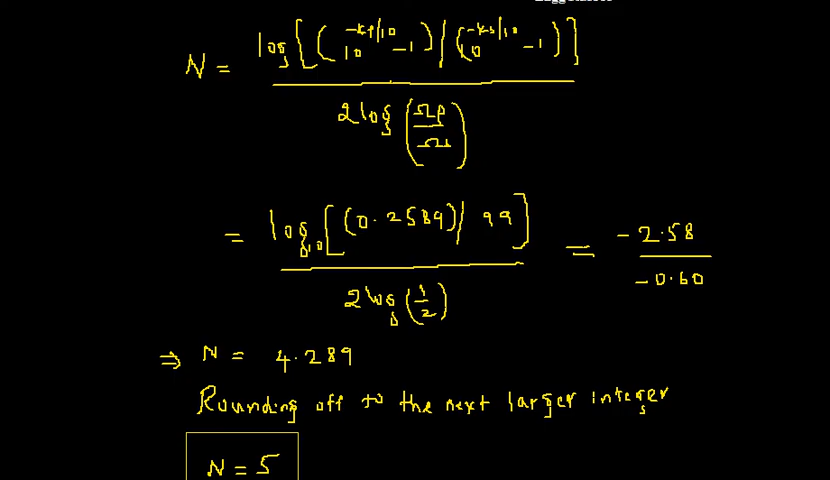 N = log[(10^(-Kp/10) -1)/(10^(-Ks/10) -1)] / 2log(Ωp/Ωs)
= log10[(0.2589)/99] / 2log(1/2) = -2.58 / -0.60
⇒ N = 4.289
Rounding off to the next larger integer
N = 5